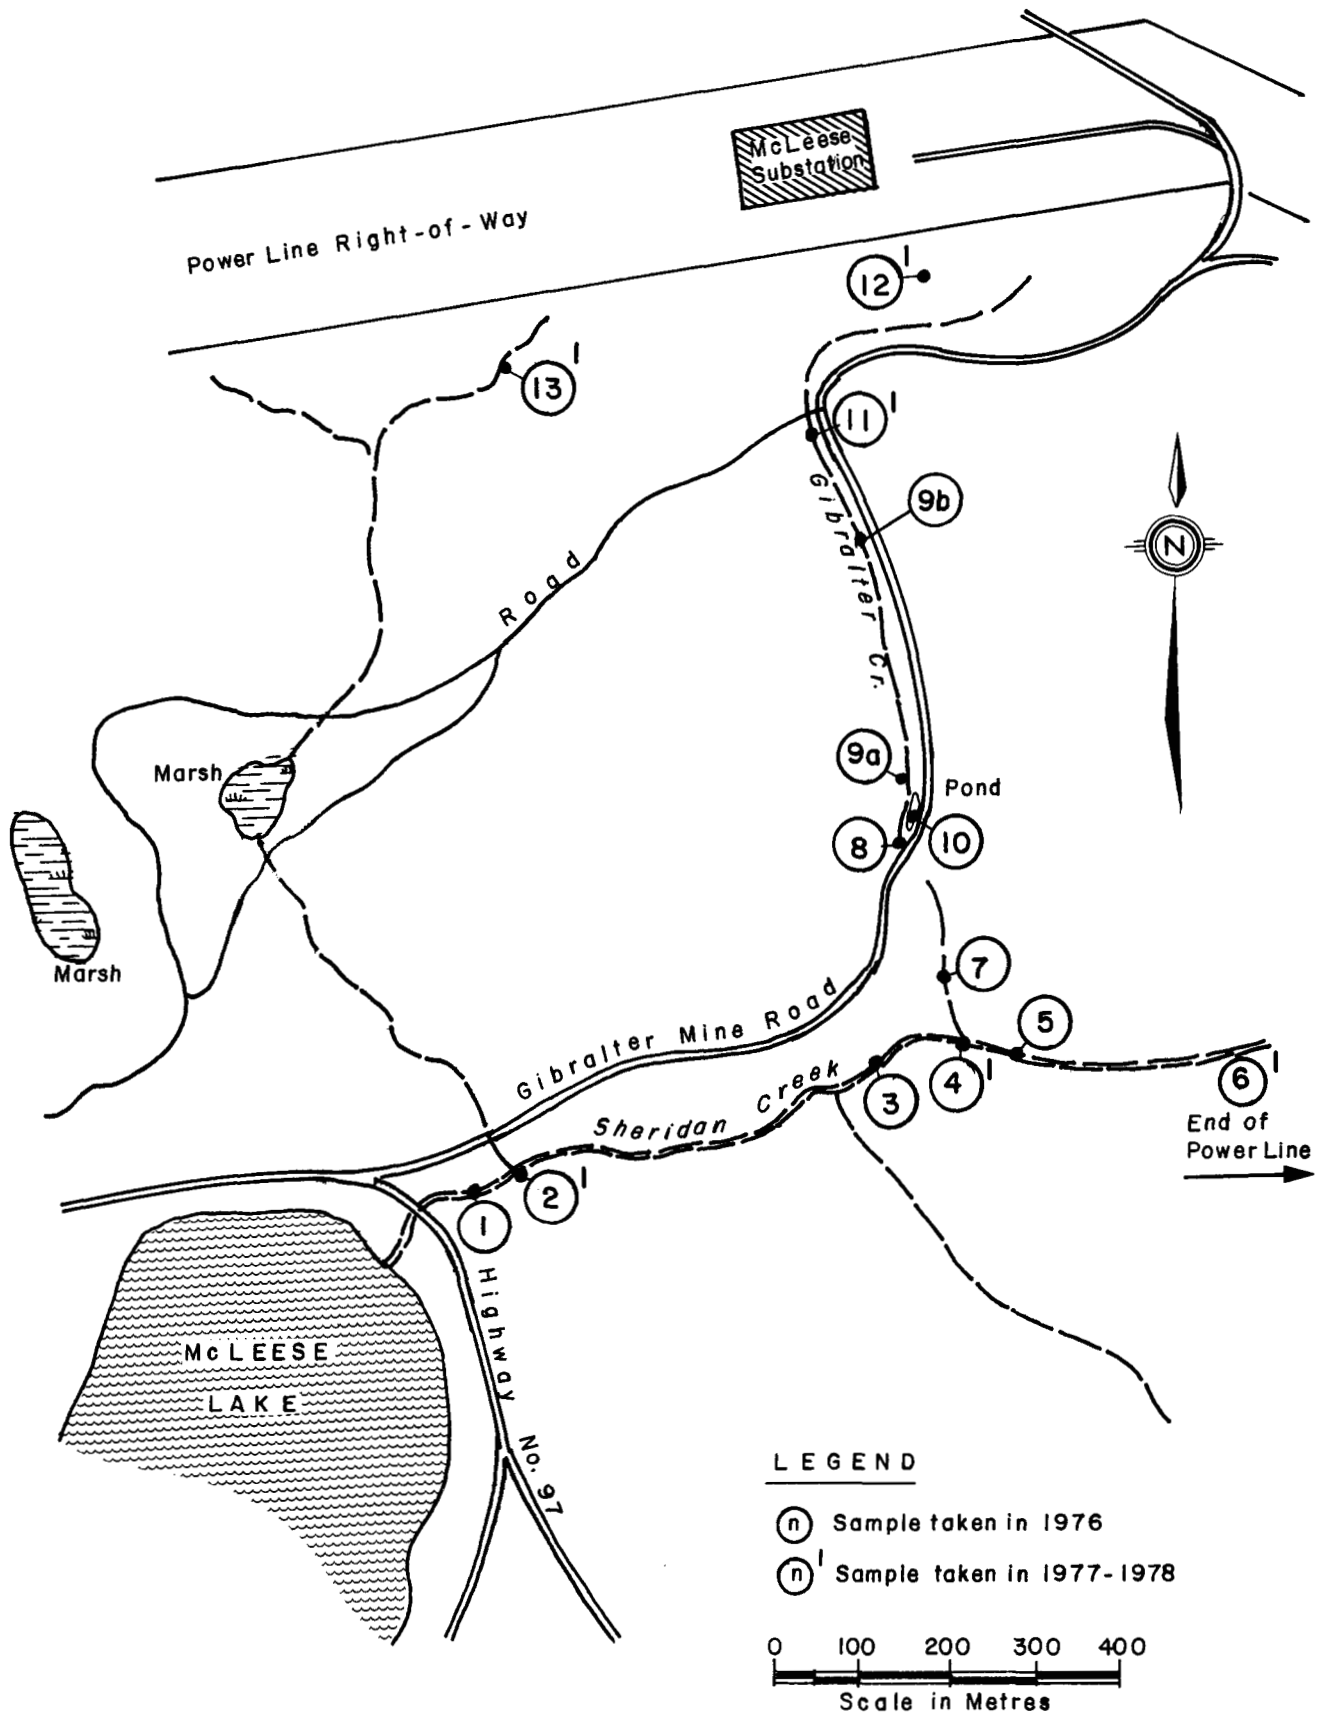 McLeese
Substation
Power Line Right-of-Way
12'
13'
11'
9b
Gibralter Cr.
N
Road
9a
Marsh
Pond
8
10
Marsh
7
5
Gibralter Mine Road
3
4'
6'
Sheridan Creek
End of
Power Line
2'
1
Highway No. 97
McLEESE
LAKE
LEGEND
n Sample taken in 1976
n' Sample taken in 1977-1978
0 100 200 300 400
Scale in Metres